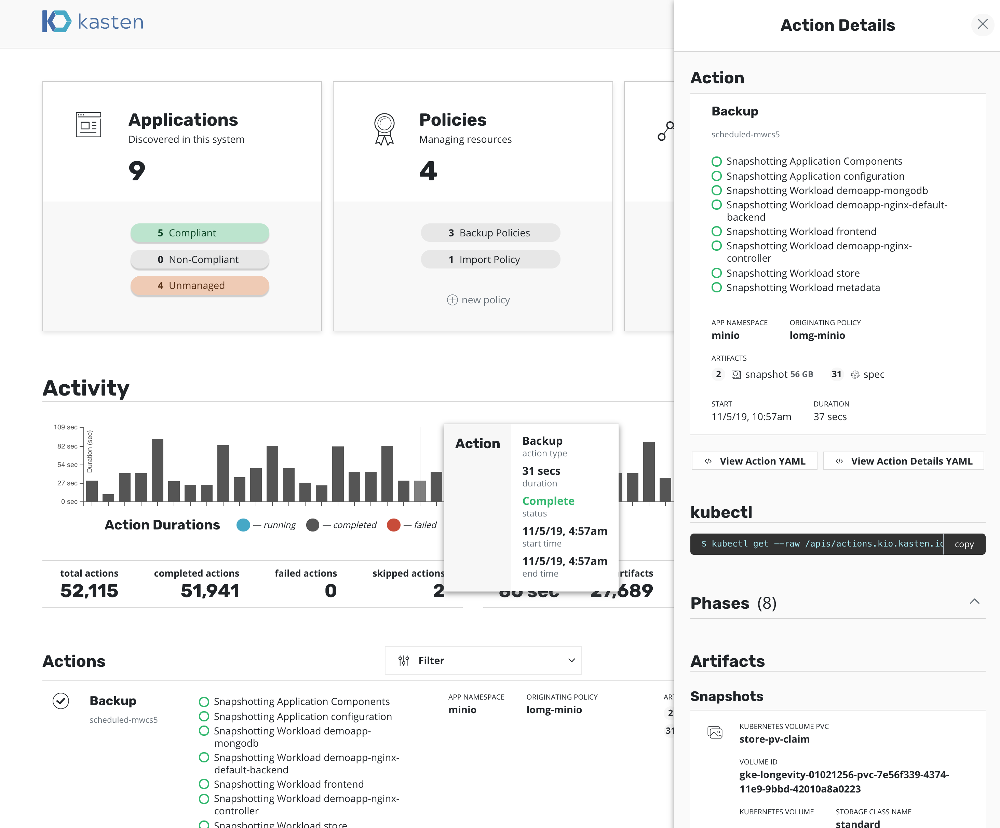 kasten
Applications
Discovered in this system
9
5 Compliant
0 Non-Compliant
4 Unmanaged
Policies
Managing resources
4
3 Backup Policies
1 Import Policy
new policy
Activity
109 sec
82 sec
54 sec
27 sec
0 sec
Duration (sec)
Action Durations
— running
— completed
— failed
Action
Backup
action type
31 secs
duration
Complete
status
11/5/19, 4:57am
start time
11/5/19, 4:57am
end time
total actions
52,115
completed actions
51,941
failed actions
0
skipped actions
2
sec
rtifacts
27,689
Actions
Filter
Backup
scheduled-mwcs5
Snapshotting Application Components
Snapshotting Application configuration
Snapshotting Workload demoapp-
mongodb
Snapshotting Workload demoapp-nginx-
default-backend
Snapshotting Workload frontend
Snapshotting Workload demoapp-nginx-
controller
Snapshotting Workload store
APP NAMESPACE
minio
ORIGINATING POLICY
lomg-minio
ART
2
31
Action Details
Action
Backup
scheduled-mwcs5
Snapshotting Application Components
Snapshotting Application configuration
Snapshotting Workload demoapp-mongodb
Snapshotting Workload demoapp-nginx-default-
backend
Snapshotting Workload frontend
Snapshotting Workload demoapp-nginx-
controller
Snapshotting Workload store
Snapshotting Workload metadata
APP NAMESPACE
minio
ORIGINATING POLICY
lomg-minio
ARTIFACTS
2 snapshot 56 GB 31 spec
START
11/5/19, 10:57am
DURATION
37 secs
</> View Action YAML
</> View Action Details YAML
kubectl
$ kubectl get --raw /apis/actions.kio.kasten.io
copy
Phases (8)
Artifacts
Snapshots
KUBERNETES VOLUME PVC
store-pv-claim
VOLUME ID
gke-longevity-01021256-pvc-7e56f339-4374-
11e9-9bbd-42010a8a0223
KUBERNETES VOLUME
STORAGE CLASS NAME
standard